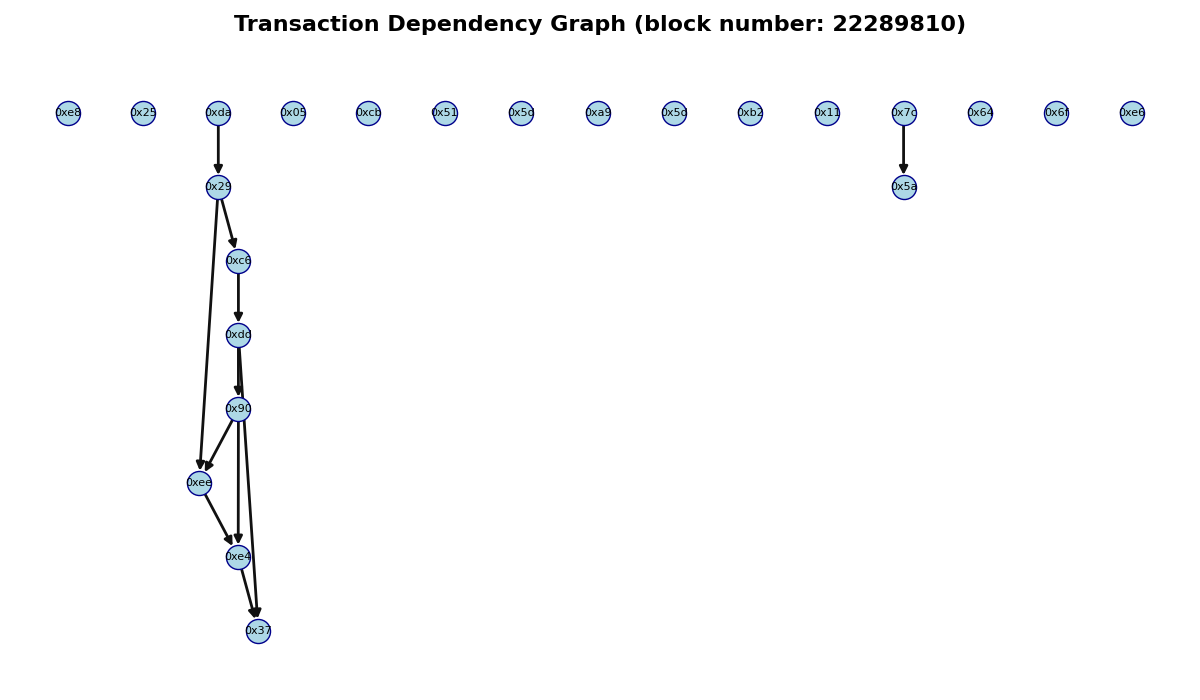 Transaction Dependency Graph (block number: 22289810)
0xe8 0x25 0xda 0x05 0xcb 0x51 0x5d 0xa9 0x5d 0xb2 0x11 0x7c 0x64 0x6f 0xe6
0x29 0x5a
0xc6
0xdd
0x90
0xee
0xe4
0x37